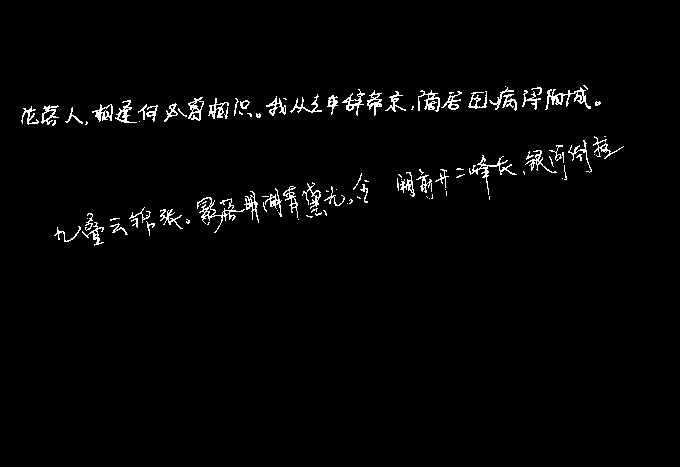 沦落人，相逢何必曾相识。我从去年辞帝京，谪居卧病浔阳城。
九叠云锦张。影落明湖青黛光，金阙前开二峰长，银河倒挂